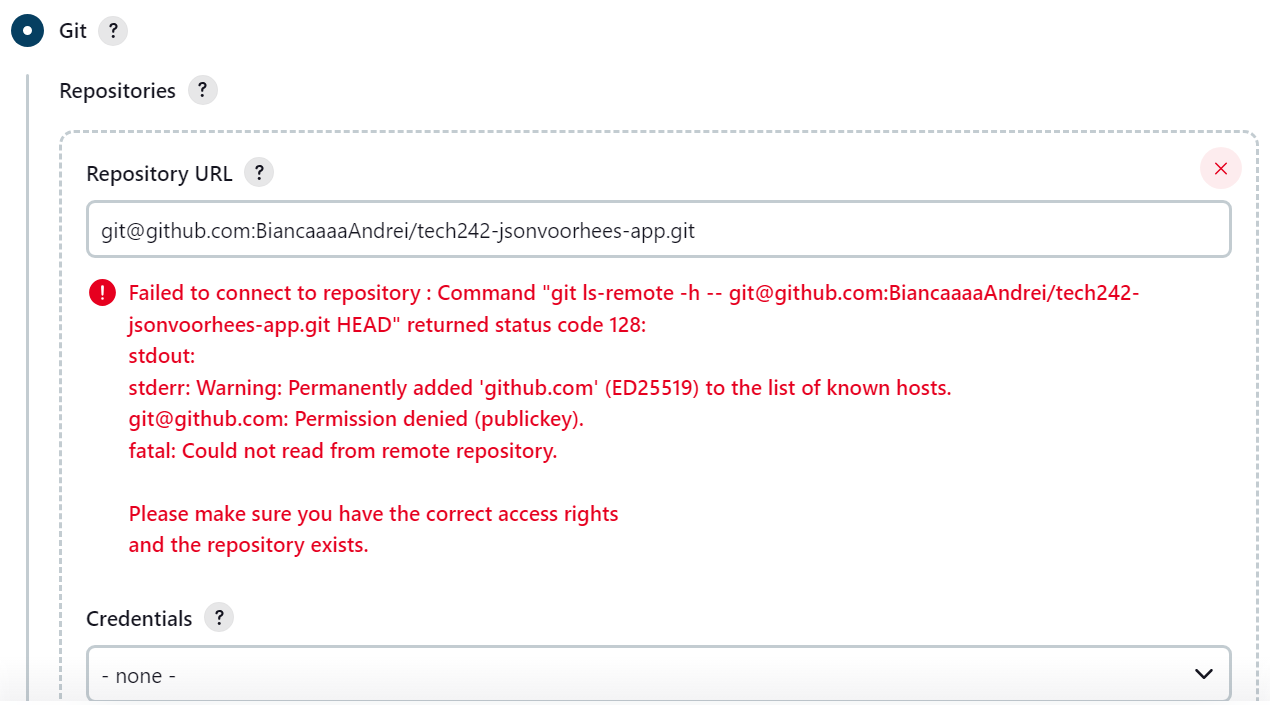 Git ?
Repositories ?
Repository URL ?
git@github.com:BiancaaaaAndrei/tech242-jsonvoorhees-app.git
! Failed to connect to repository : Command "git ls-remote -h -- git@github.com:BiancaaaaAndrei/tech242-
jsonvoorhees-app.git HEAD" returned status code 128:
stdout:
stderr: Warning: Permanently added 'github.com' (ED25519) to the list of known hosts.
git@github.com: Permission denied (publickey).
fatal: Could not read from remote repository.
Please make sure you have the correct access rights
and the repository exists.
Credentials ?
- none -